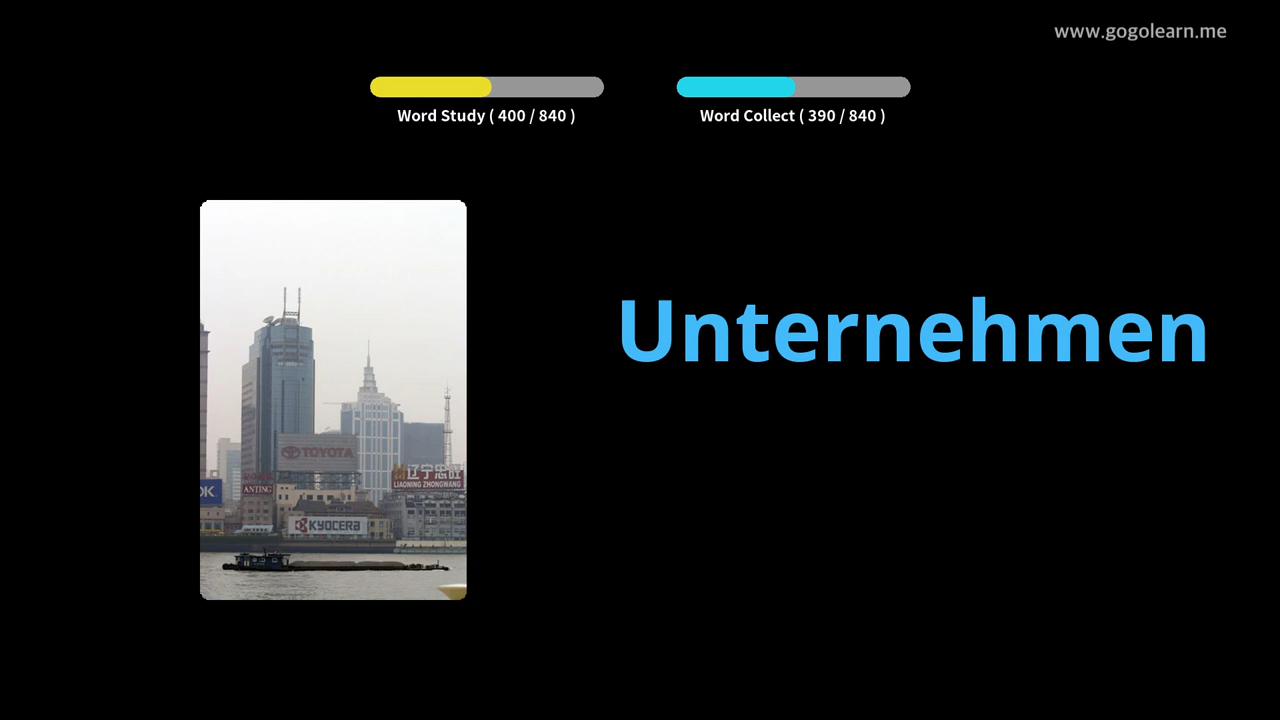 www.gogolearn.me
Word Study ( 400 / 840 )
Word Collect ( 390 / 840 )
Unternehmen
TOYOTA
辽宁忠旺
LIAONING ZHONGWANG
ANTING
KYOCERA